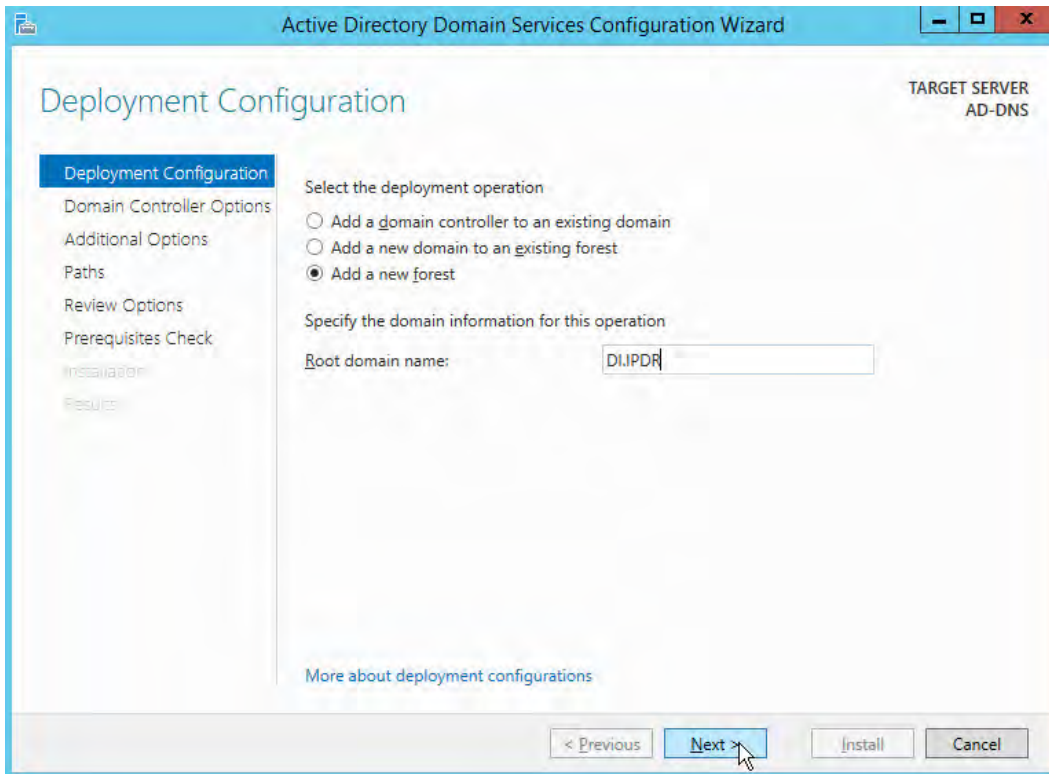 Active Directory Domain Services Configuration Wizard
Deployment Configuration
TARGET SERVER
AD-DNS
Deployment Configuration
Domain Controller Options
Additional Options
Paths
Review Options
Prerequisites Check
Installation
Results
Select the deployment operation
Add a domain controller to an existing domain
Add a new domain to an existing forest
Add a new forest
Specify the domain information for this operation
Root domain name: DI.IPDR
More about deployment configurations
< Previous Next > Install Cancel